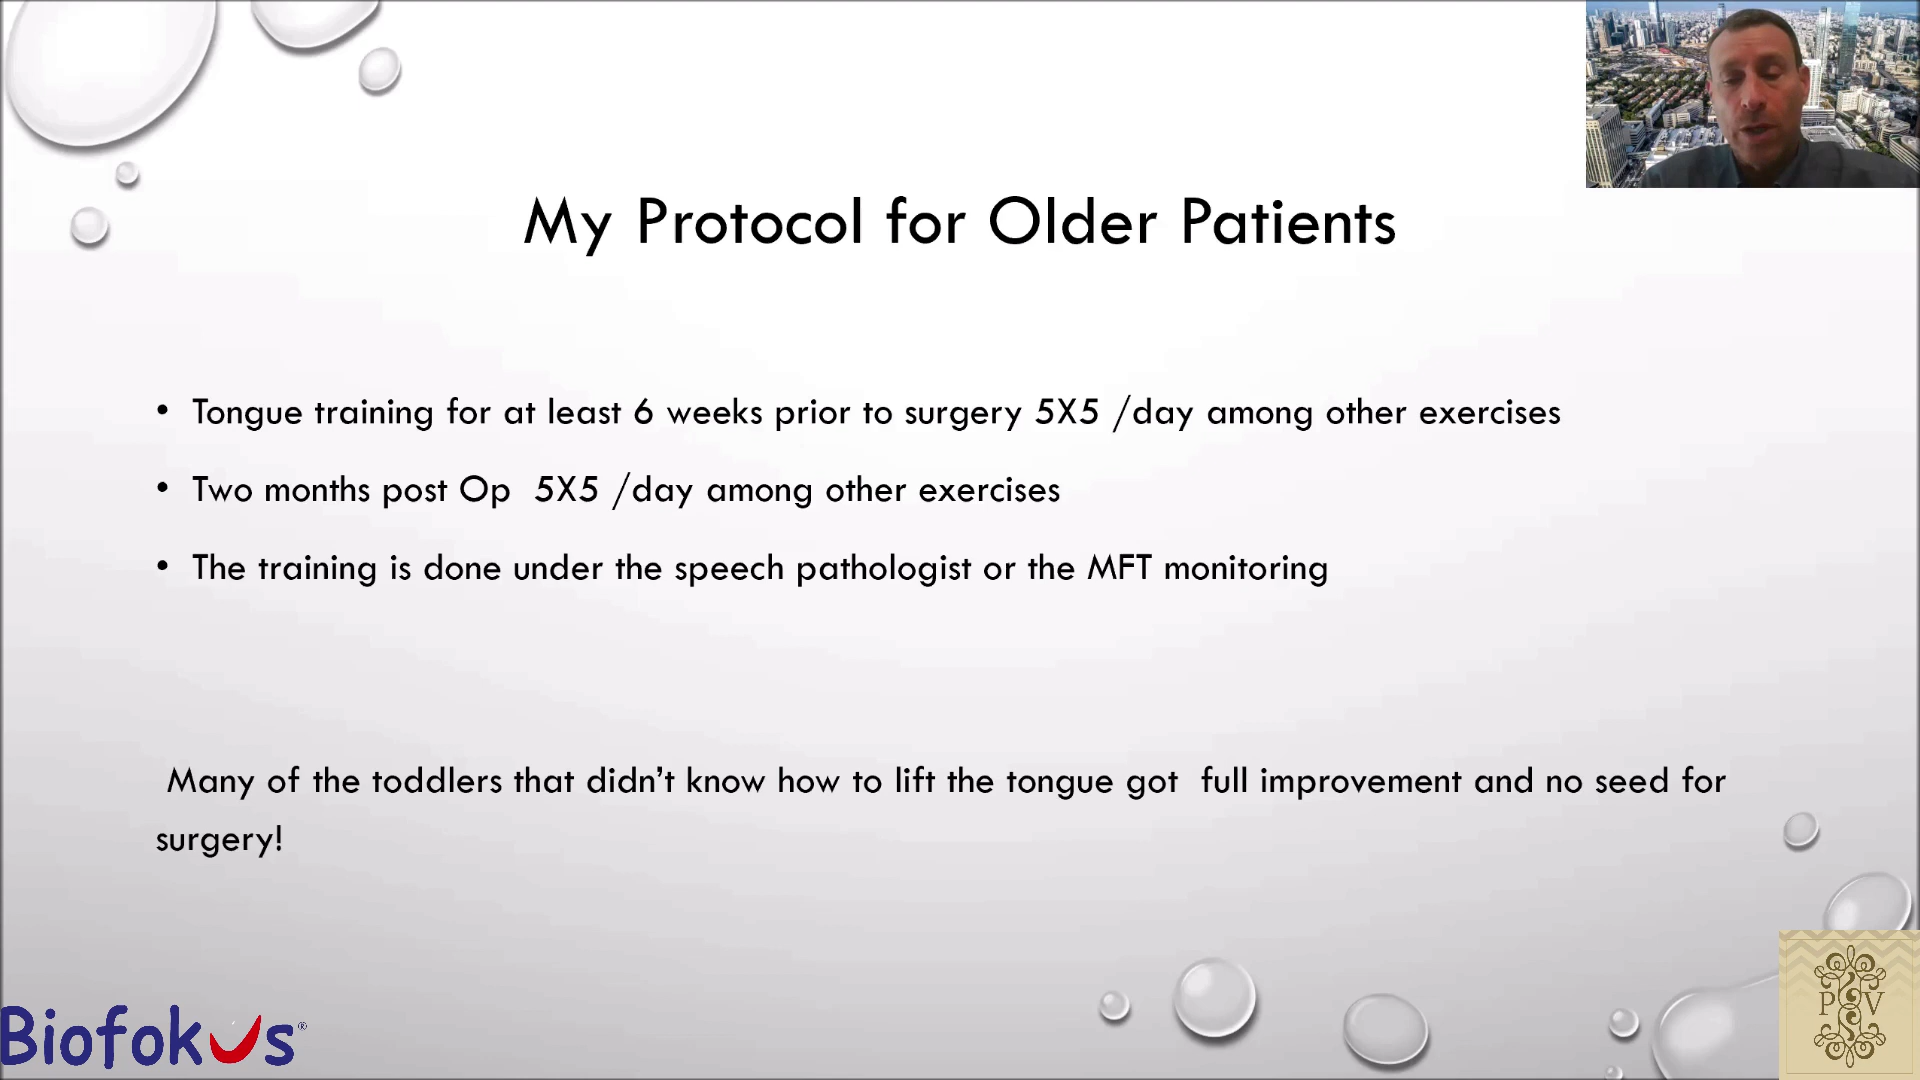 My Protocol for Older Patients
• Tongue training for at least 6 weeks prior to surgery 5X5 /day among other exercises
• Two months post Op  5X5 /day among other exercises
• The training is done under the speech pathologist or the MFT monitoring
Many of the toddlers that didn’t know how to lift the tongue got  full improvement and no seed for
surgery!
Biofokus®
P S V